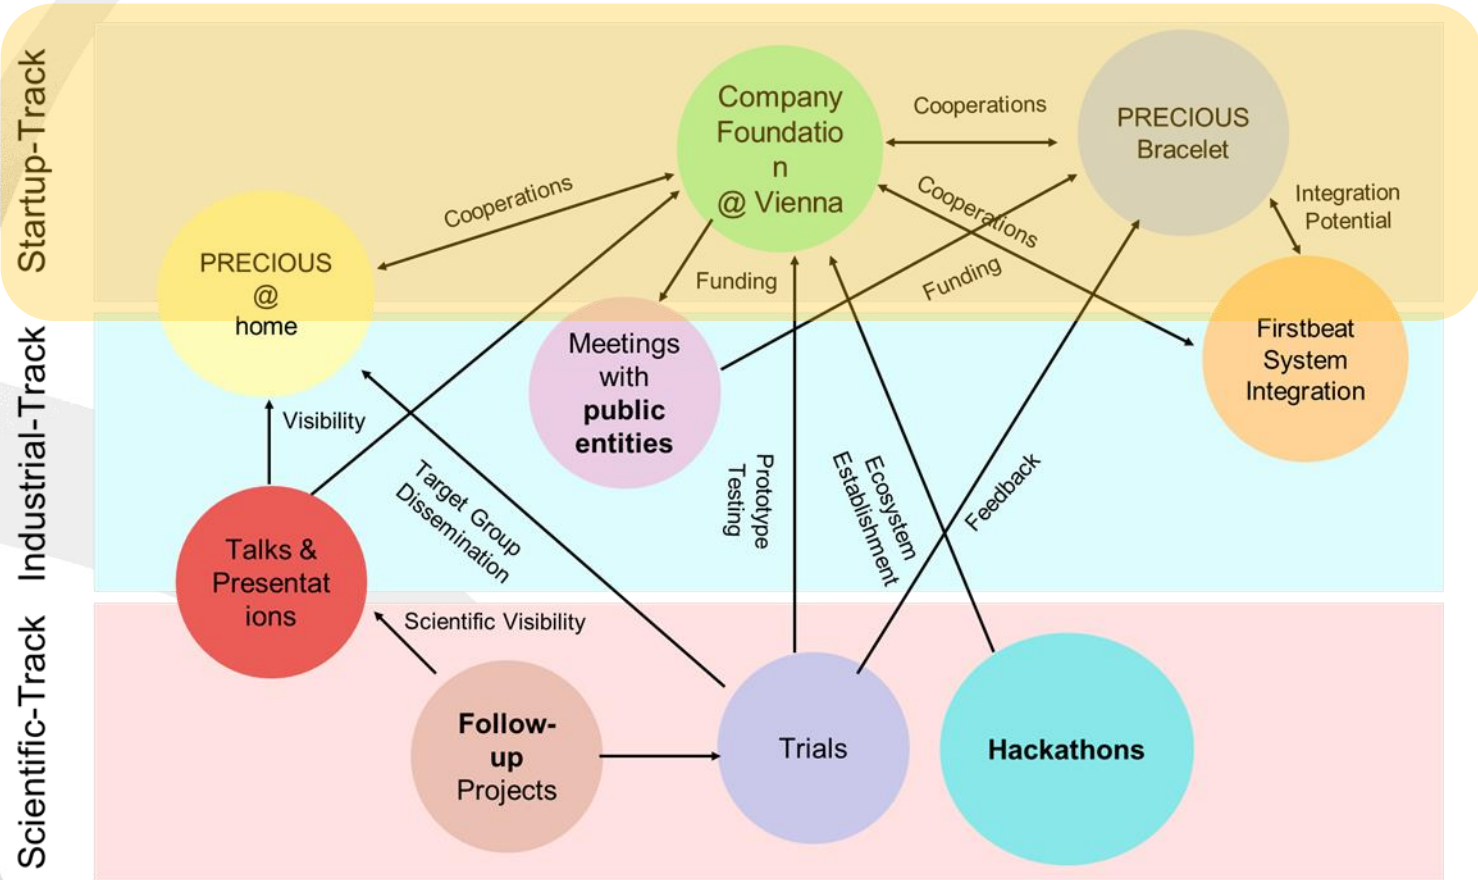 Startup-Track
Industrial-Track
Scientific-Track
Company
Foundatio
n
@ Vienna
Cooperations
PRECIOUS
Bracelet
Cooperations
Cooperations
Integration
Potential
PRECIOUS
@
home
Funding
Funding
Meetings
with
public
entities
Firstbeat
System
Integration
Visibility
Target Group
Dissemination
Prototype
Testing
Ecosystem
Establishment
Feedback
Talks &
Presentat
ions
Scientific Visibility
Follow-
up
Projects
Trials
Hackathons